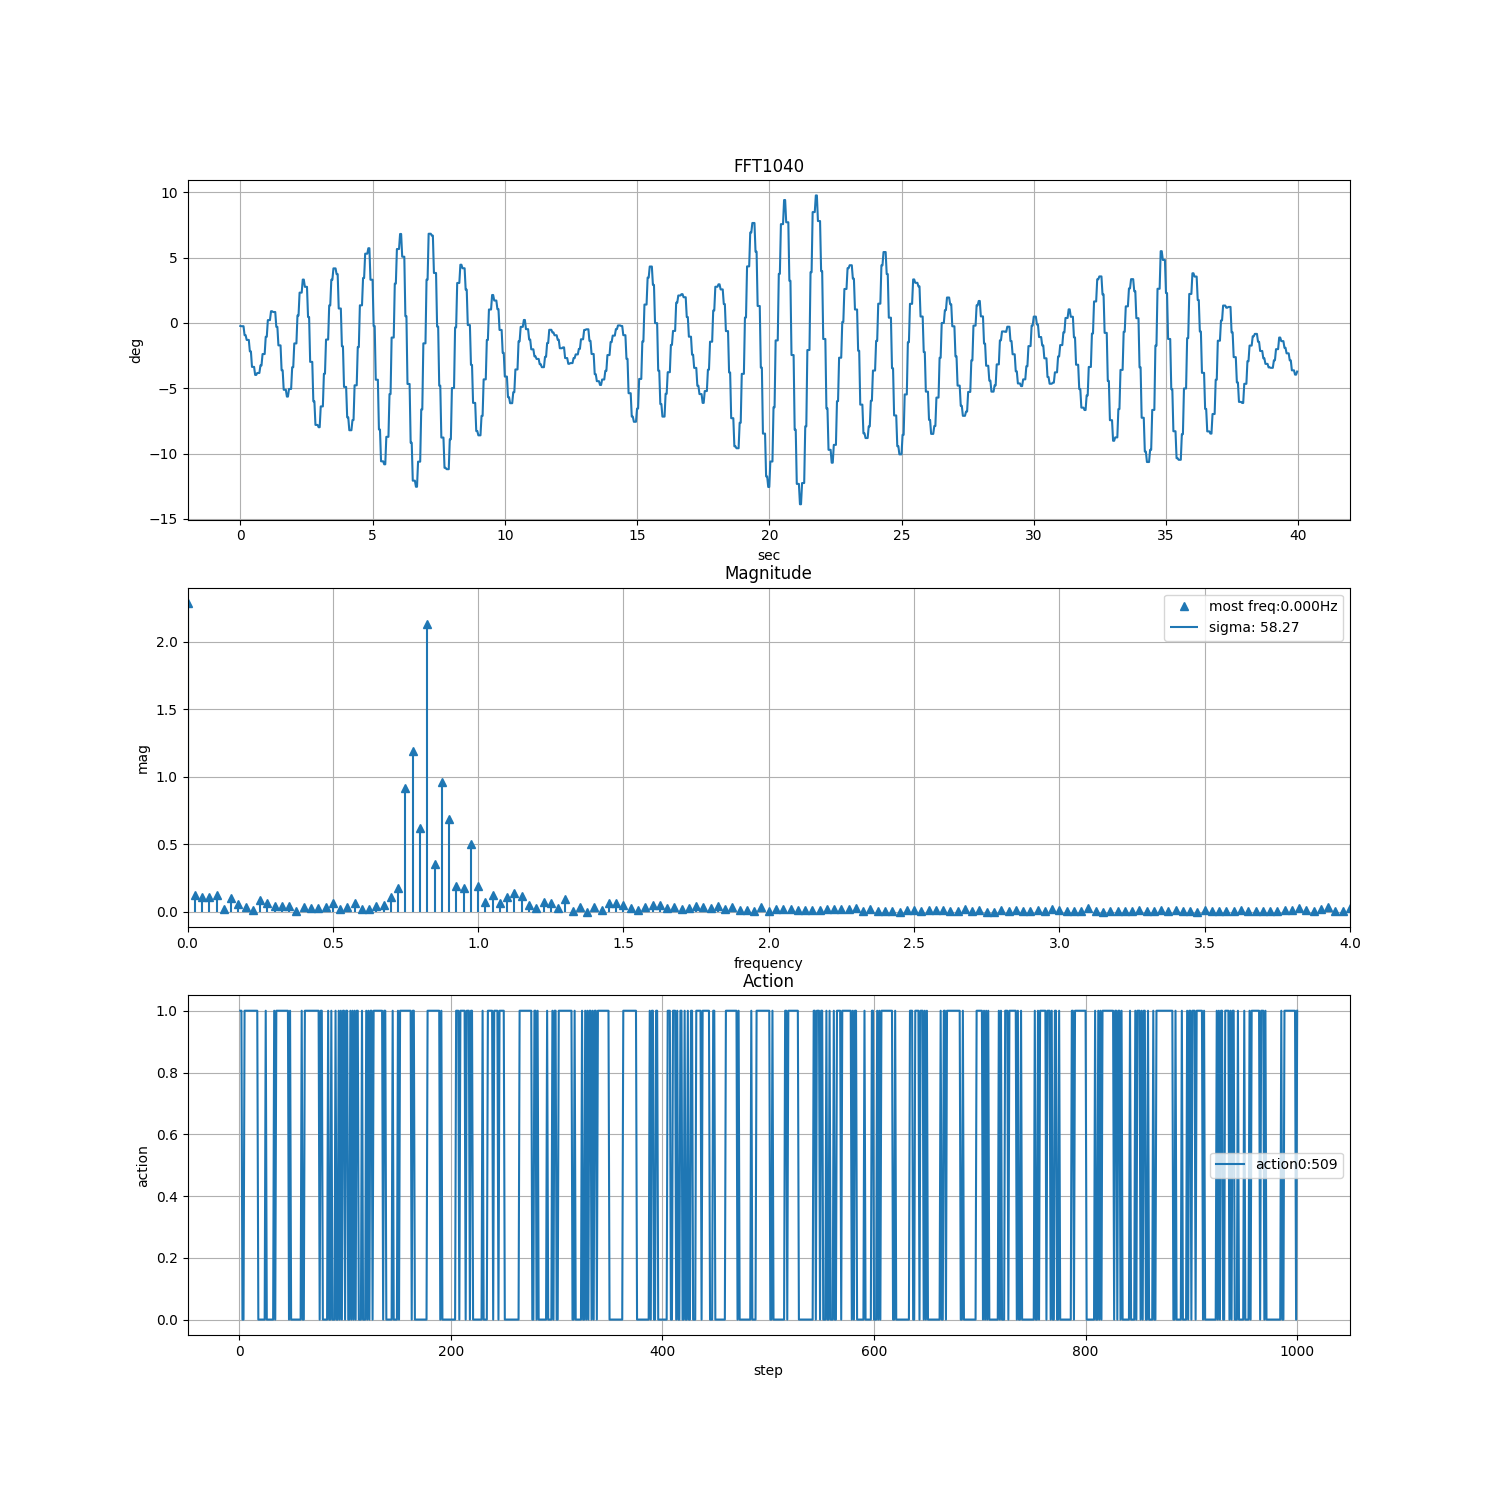 FFT1040
10
5
0
−5
−10
−15
deg
0 5 10 15 20 25 30 35 40
sec
Magnitude
most freq:0.000Hz
sigma: 58.27
2.0
1.5
1.0
0.5
0.0
mag
0.0 0.5 1.0 1.5 2.0 2.5 3.0 3.5 4.0
frequency
Action
1.0
0.8
0.6
0.4
0.2
0.0
action
action0:509
0 200 400 600 800 1000
step